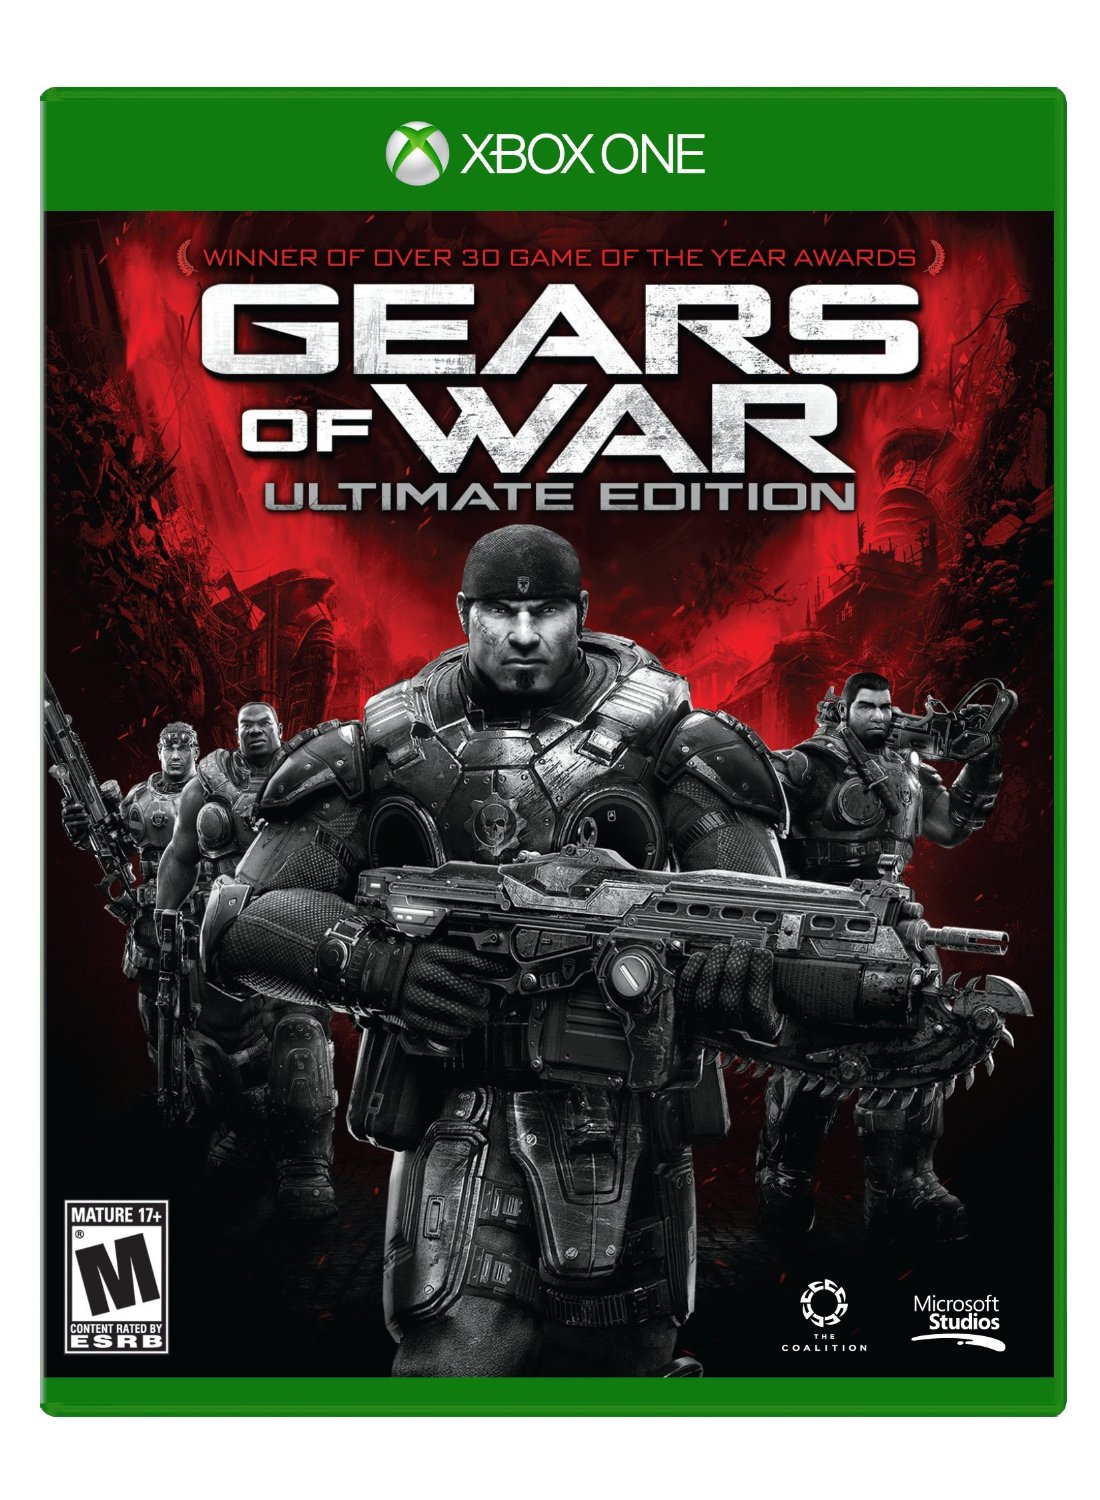 XBOX ONE
WINNER OF OVER 30 GAME OF THE YEAR AWARDS
GEARS
OF WAR
ULTIMATE EDITION
MATURE 17+
®
M
CONTENT RATED BY
ESRB
THE
COALITION
Microsoft
Studios